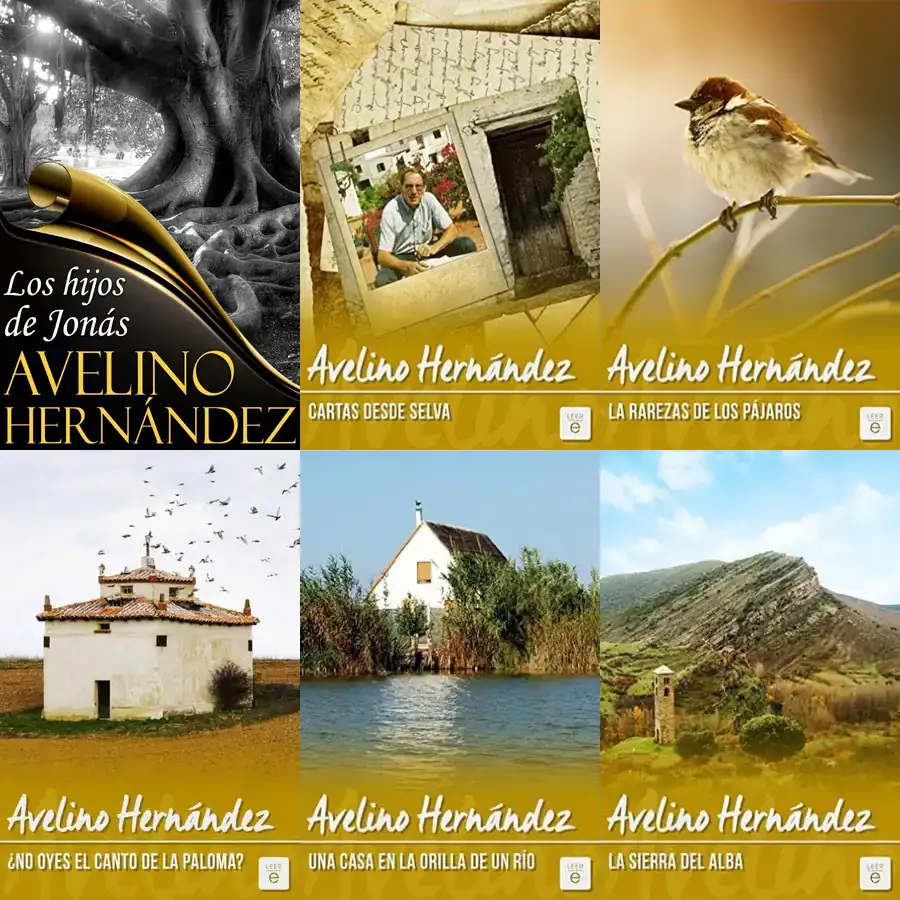 Los hijos
de Jonás
AVELINO
HERNÁNDEZ
Avelino Hernández
CARTAS DESDE SELVA
LEER
e
Avelino Hernández
LA RAREZAS DE LOS PÁJAROS
LEER
e
Avelino Hernández
¿NO OYES EL CANTO DE LA PALOMA?
LEER
e
Avelino Hernández
UNA CASA EN LA ORILLA DE UN RÍO
LEER
e
Avelino Hernández
LA SIERRA DEL ALBA
LEER
e